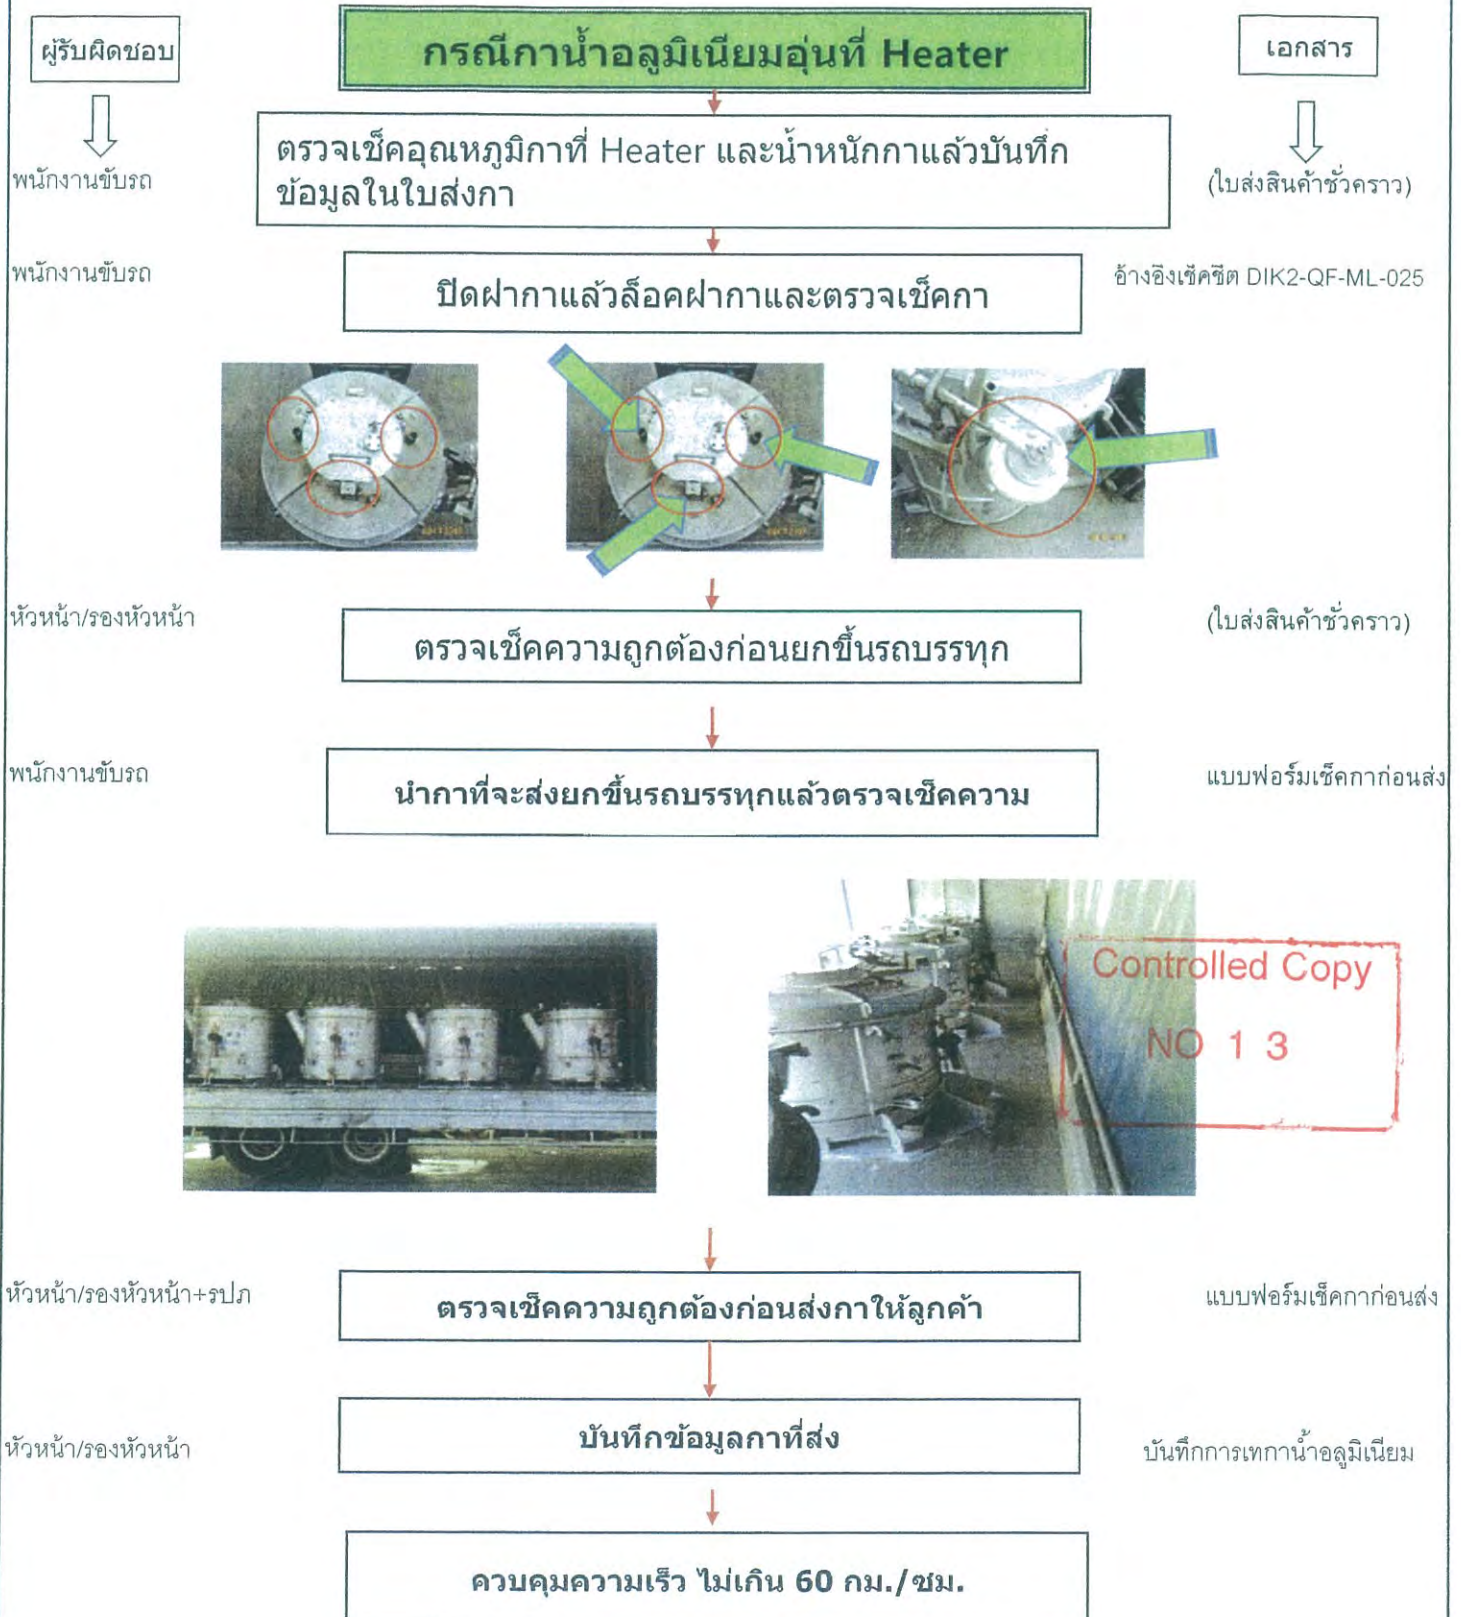 ผู้รับผิดชอบ
กรณีกาน้ำอลูมิเนียมอุ่นที่ Heater
เอกสาร
พนักงานขับรถ
ตรวจเช็คอุณหภูมิกาที่ Heater และน้ำหนักกาแล้วบันทึก
ข้อมูลในใบส่งกา
(ใบส่งสินค้าชั่วคราว)
พนักงานขับรถ
ปิดฝากาแล้วล็อคฝากาและตรวจเช็คกา
อ้างอิงเช็คชีต DIK2-QF-ML-025
หัวหน้า/รองหัวหน้า
ตรวจเช็คความถูกต้องก่อนยกขึ้นรถบรรทุก
(ใบส่งสินค้าชั่วคราว)
พนักงานขับรถ
นำกาที่จะส่งยกขึ้นรถบรรทุกแล้วตรวจเช็คความ
แบบฟอร์มเช็คกาก่อนส่ง
Controlled Copy
NO 1 3
หัวหน้า/รองหัวหน้า+รปภ
ตรวจเช็คความถูกต้องก่อนส่งกาให้ลูกค้า
แบบฟอร์มเช็คกาก่อนส่ง
หัวหน้า/รองหัวหน้า
บันทึกข้อมูลกาที่ส่ง
บันทึกการเทกาน้ำอลูมิเนียม
ควบคุมความเร็ว ไม่เกิน 60 กม./ชม.